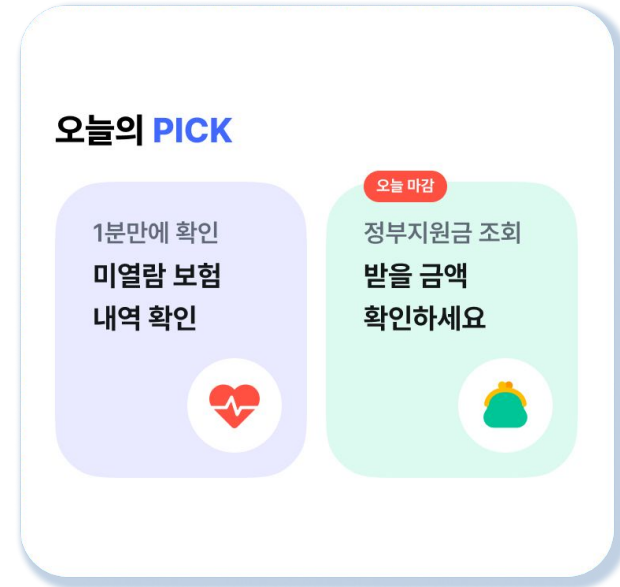 오늘의 PICK
1분만에 확인
미열람 보험
내역 확인
오늘 마감
정부지원금 조회
받을 금액
확인하세요